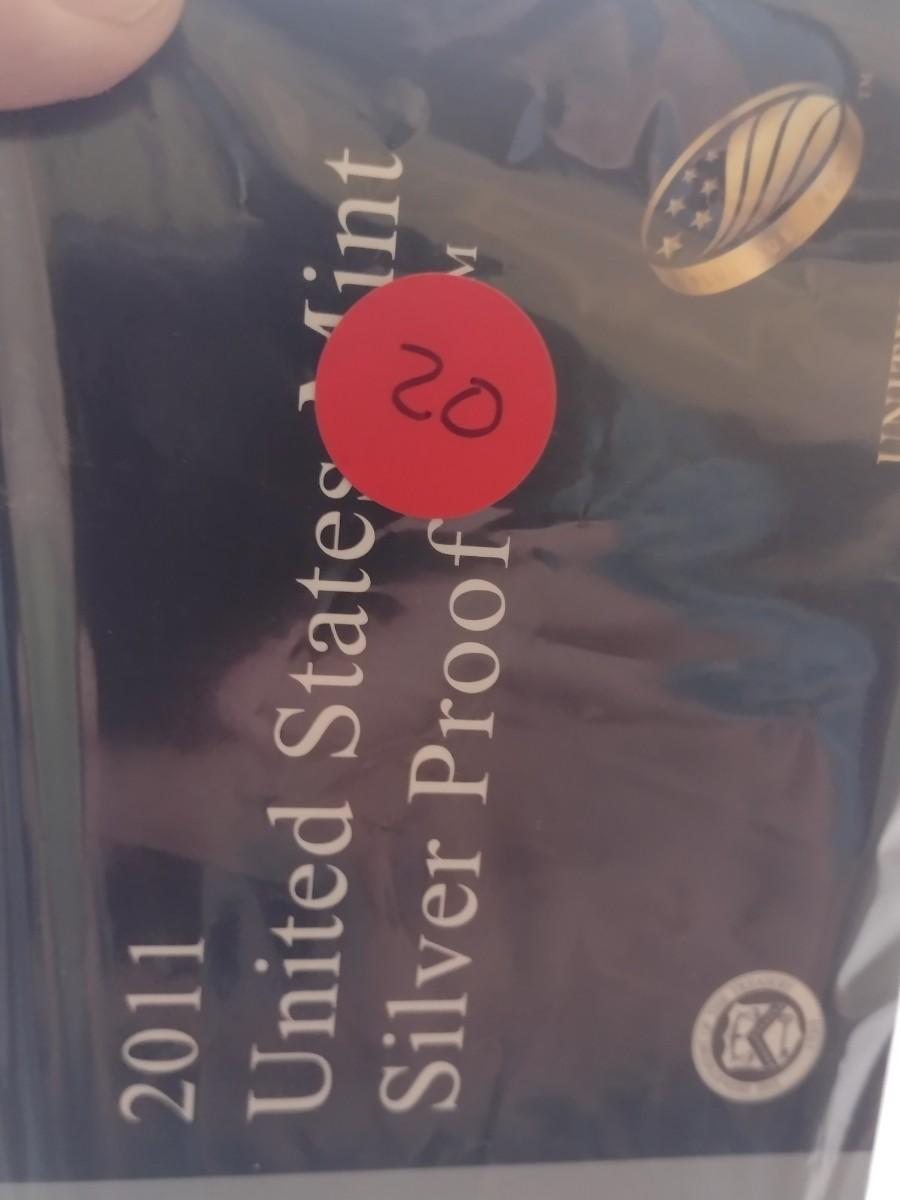 2011
United States Mint
Silver Proof
20